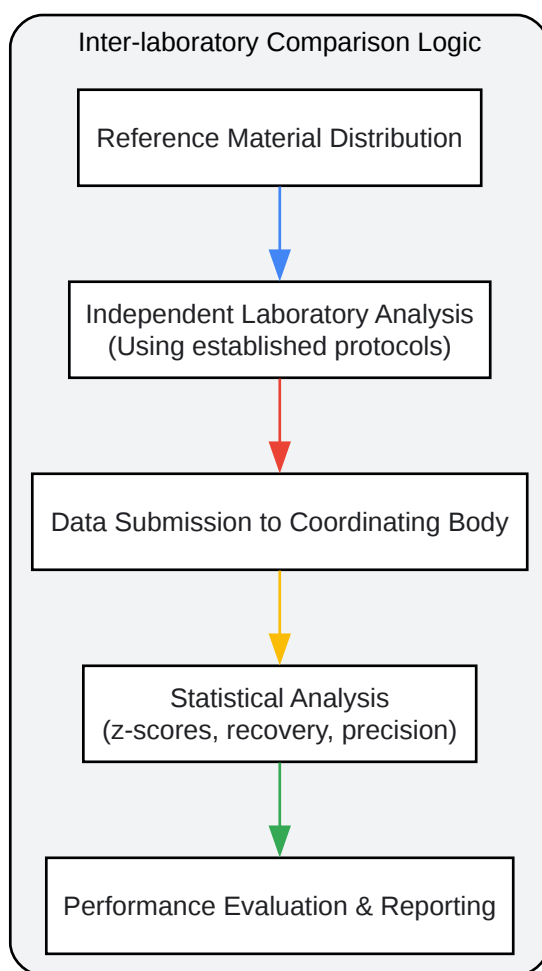 Inter-laboratory Comparison Logic
Reference Material Distribution
Independent Laboratory Analysis
(Using established protocols)
Data Submission to Coordinating Body
Statistical Analysis
(z-scores, recovery, precision)
Performance Evaluation & Reporting